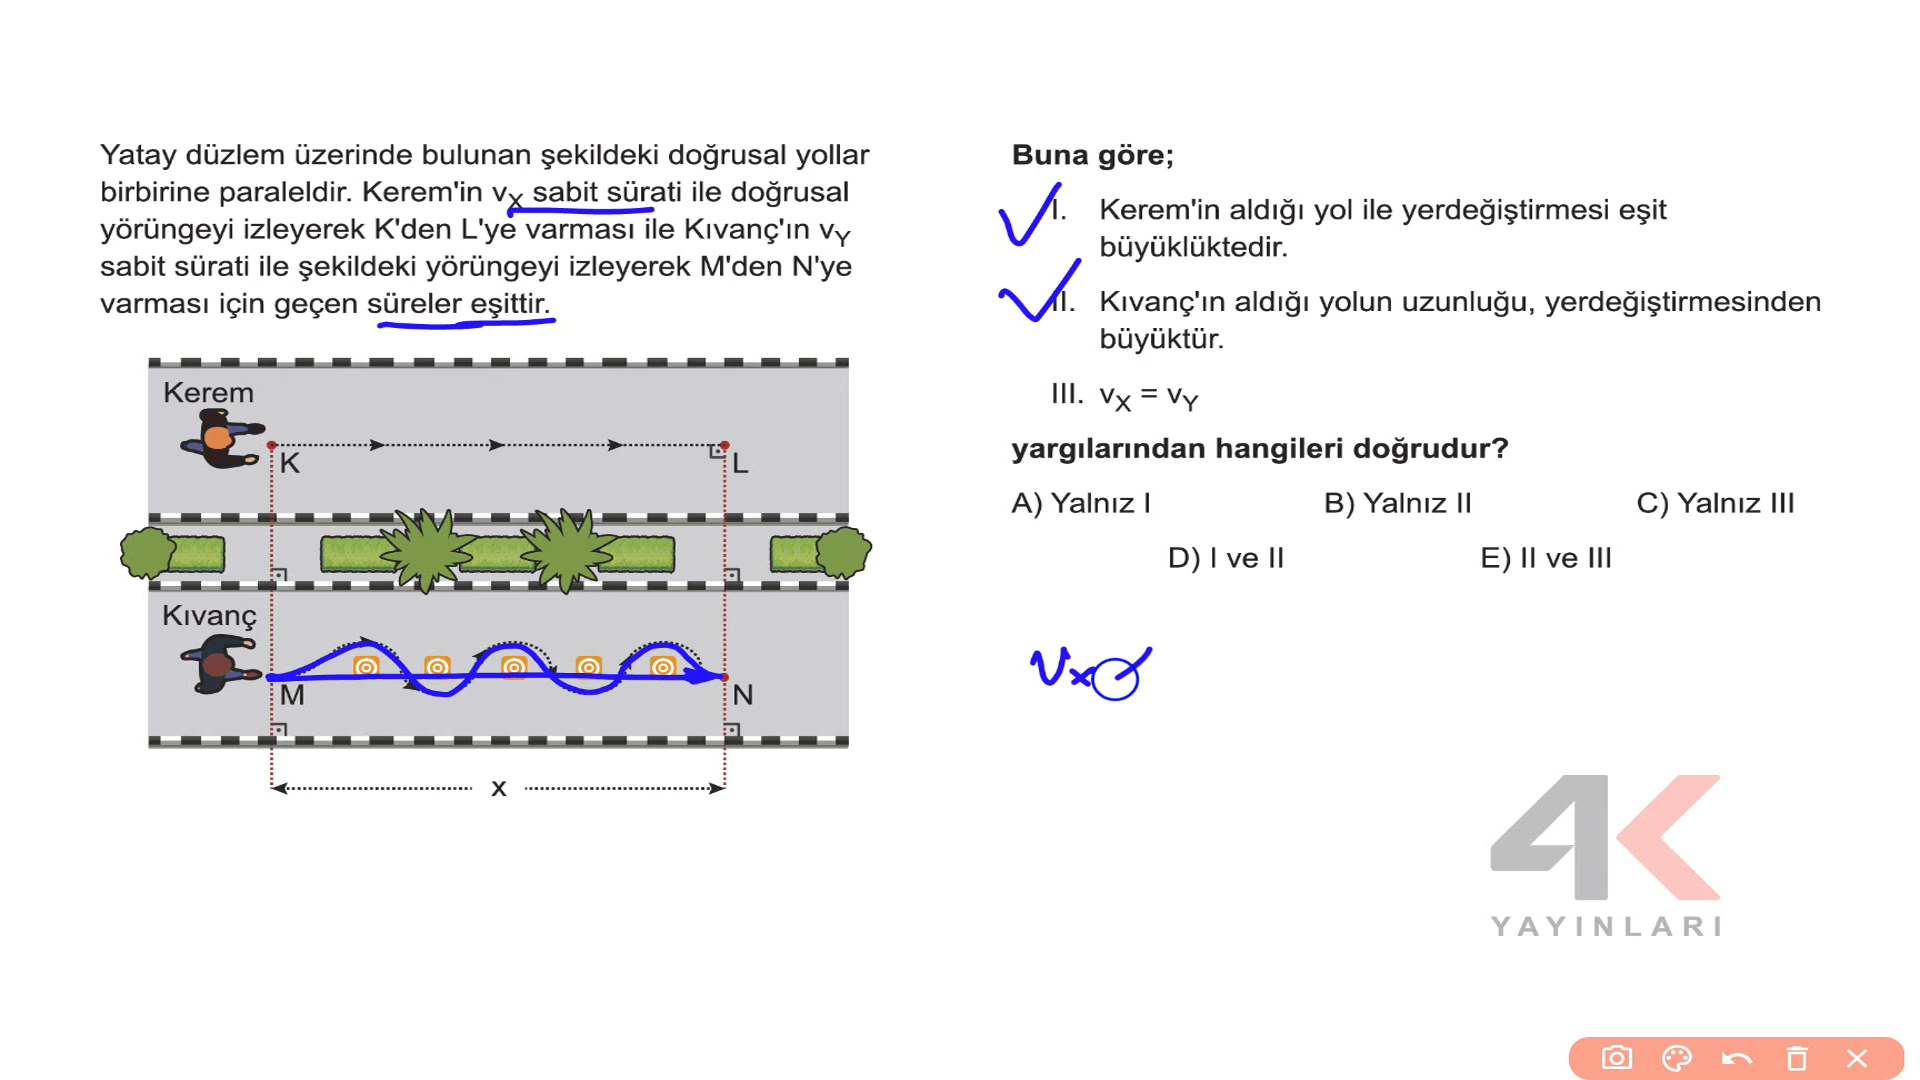 Yatay düzlem üzerinde bulunan şekildeki doğrusal yollar
birbirine paraleldir. Kerem'in vX sabit sürati ile doğrusal
yörüngeyi izleyerek K'den L'ye varması ile Kıvanç'ın vY
sabit sürati ile şekildeki yörüngeyi izleyerek M'den N'ye
varması için geçen süreler eşittir.
Kerem
K
L
Kıvanç
M
N
x
Buna göre;
I. Kerem'in aldığı yol ile yerdeğiştirmesi eşit
büyüklüktedir.
II. Kıvanç'ın aldığı yolun uzunluğu, yerdeğiştirmesinden
büyüktür.
III. vX = vY
yargılarından hangileri doğrudur?
A) Yalnız I B) Yalnız II C) Yalnız III
D) I ve II E) II ve III
vx
4K
YAYINLARI